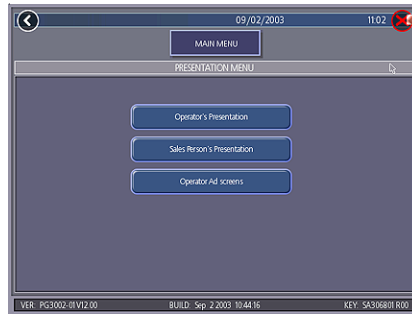 09/02/2003 11:02
MAIN MENU
PRESENTATION MENU
Operator's Presentation
Sales Person's Presentation
Operator Ad screens
VER: PG3002-01V12.00 BUILD Sep 2 2003 10:44:16 KEY SA306801 R00